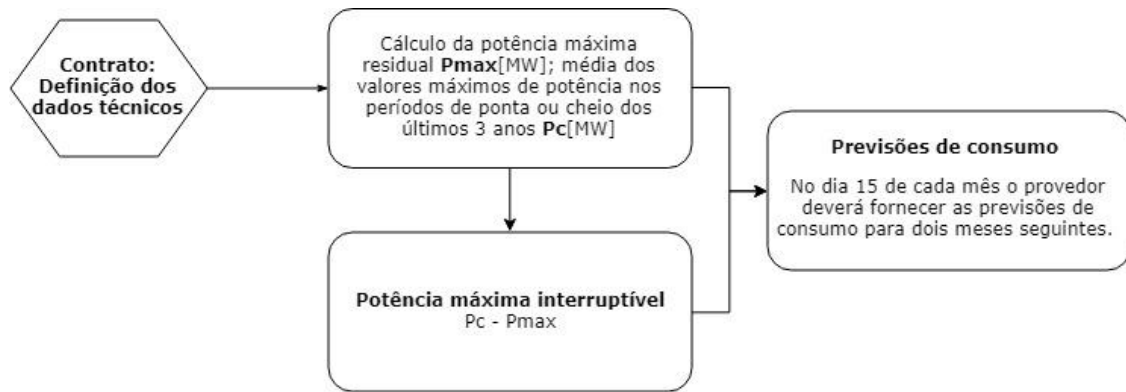 Contrato:
Definição dos
dados técnicos
Cálculo da potência máxima
residual Pmax[MW]; média dos
valores máximos de potência nos
períodos de ponta ou cheio dos
últimos 3 anos Pc[MW]
Potência máxima interruptível
Pc - Pmax
Previsões de consumo
No dia 15 de cada mês o provedor
deverá fornecer as previsões de
consumo para dois meses seguintes.